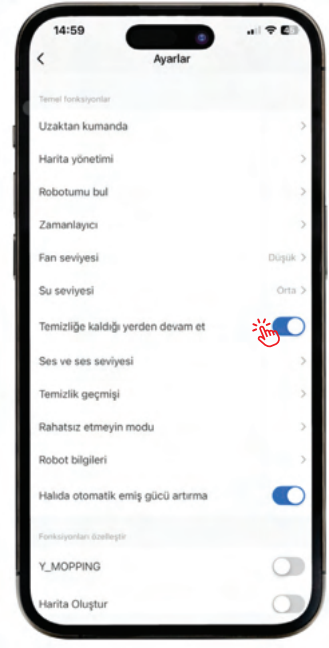 14:59
Ayarlar
Temel fonksiyonlar
Uzaktan kumanda
Harita yönetimi
Robotumu bul
Zamanlayıcı
Fan seviyesi Düşük
Su seviyesi Orta
Temizliğe kaldığı yerden devam et
Ses ve ses seviyesi
Temizlik geçmişi
Rahatsız etmeyin modu
Robot bilgileri
Halıda otomatik emiş gücü artırma
Fonksiyonları özelleştir
Y_MOPPING
Harita Oluştur